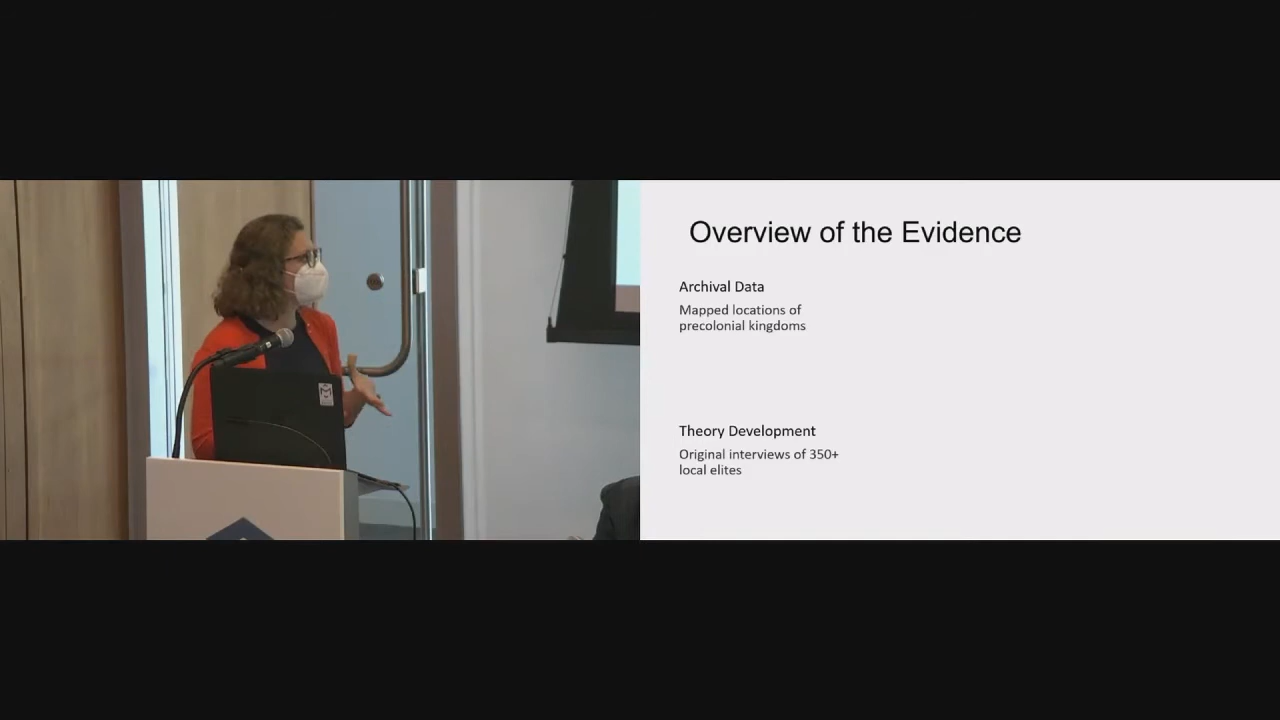 Overview of the Evidence
Archival Data
Mapped locations of
precolonial kingdoms
Theory Development
Original interviews of 350+
local elites